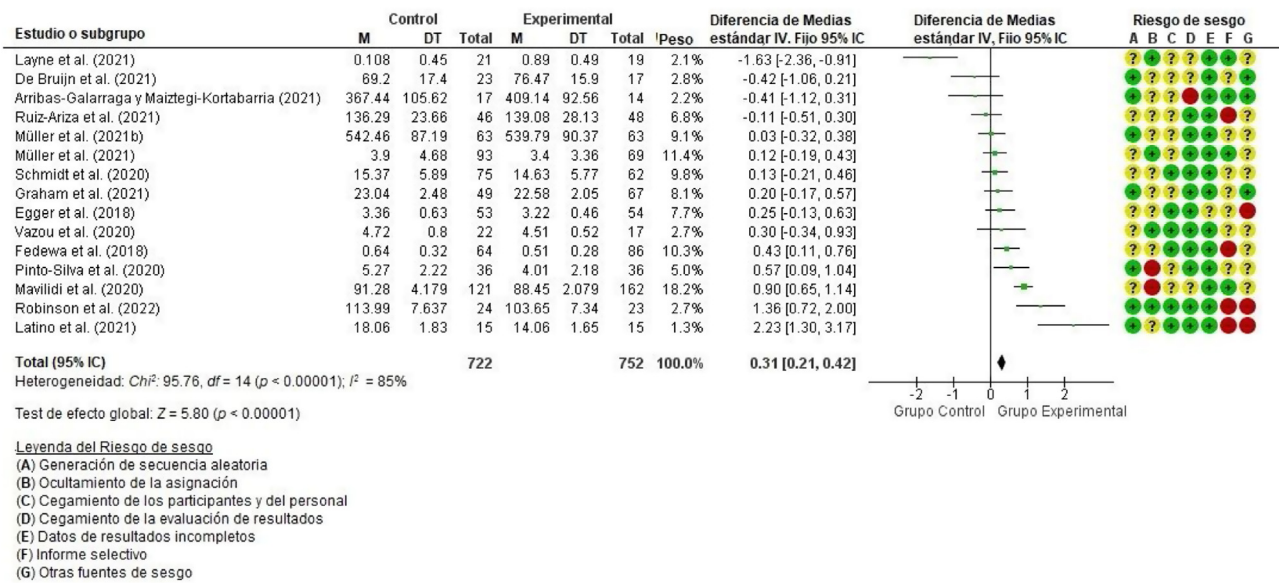 Control Experimental Diferencia de Medias Diferencia de Medias Riesgo de sesgo
Estudio o subgrupo M DT Total M DT Total Peso estándar IV. Fijo 95% IC estándar IV, Fijo 95% IC A B C D E F G
Layne et al. (2021) 0.108 0.45 21 0.89 0.49 19 2.1% -1.63 [-2.36, -0.91] ? + ? ? + + ?
De Bruijn et al. (2021) 69.2 17.4 23 76.47 15.9 17 2.8% -0.42 [-1.06, 0.21]
Arribas-Galarraga y Maiztegi-Kortabarria (2021) 367.44 105.62 17 409.14 92.56 14 2.2% -0.41 [-1.12, 0.31]
Ruiz-Ariza et al. (2021) 136.29 23.66 46 139.08 28.13 48 6.8% -0.11 [-0.51, 0.30]
Müller et al. (2021b) 542.46 87.19 63 539.79 90.37 63 9.1% 0.03 [-0.32, 0.38]
Müller et al. (2021) 3.9 4.68 93 3.4 3.36 69 11.4% 0.12 [-0.19, 0.43]
Schmidt et al. (2020) 15.37 5.89 75 14.63 5.77 62 9.8% 0.13 [-0.21, 0.46]
Graham et al. (2021) 23.04 2.48 49 22.58 2.05 67 8.1% 0.20 [-0.17, 0.57]
Egger et al. (2018) 3.36 0.63 53 3.22 0.46 54 7.7% 0.25 [-0.13, 0.63]
Vazou et al. (2020) 4.72 0.8 22 4.51 0.52 17 2.7% 0.30 [-0.34, 0.93]
Fedewa et al. (2018) 0.64 0.32 64 0.51 0.28 86 10.3% 0.43 [0.11, 0.76]
Pinto-Silva et al. (2020) 5.27 2.22 36 4.01 2.18 36 5.0% 0.57 [0.09, 1.04]
Mavilidi et al. (2020) 91.28 4.179 121 88.45 2.079 162 18.2% 0.90 [0.65, 1.14]
Robinson et al. (2022) 113.99 7.637 24 103.65 7.34 23 2.7% 1.36 [0.72, 2.00]
Latino et al. (2021) 18.06 1.83 15 14.06 1.65 15 1.3% 2.23 [1.30, 3.17]
Total (95% IC) 722 752 100.0% 0.31 [0.21, 0.42]
Heterogeneidad: Chi²: 95.76, df = 14 (p < 0.00001); I² = 85%
-2 -1 0 1 2
Test de efecto global: Z = 5.80 (p < 0.00001)
Grupo Control Grupo Experimental
Leyenda del Riesgo de sesgo
(A) Generación de secuencia aleatoria
(B) Ocultamiento de la asignación
(C) Cegamiento de los participantes y del personal
(D) Cegamiento de la evaluación de resultados
(E) Datos de resultados incompletos
(F) Informe selectivo
(G) Otras fuentes de sesgo